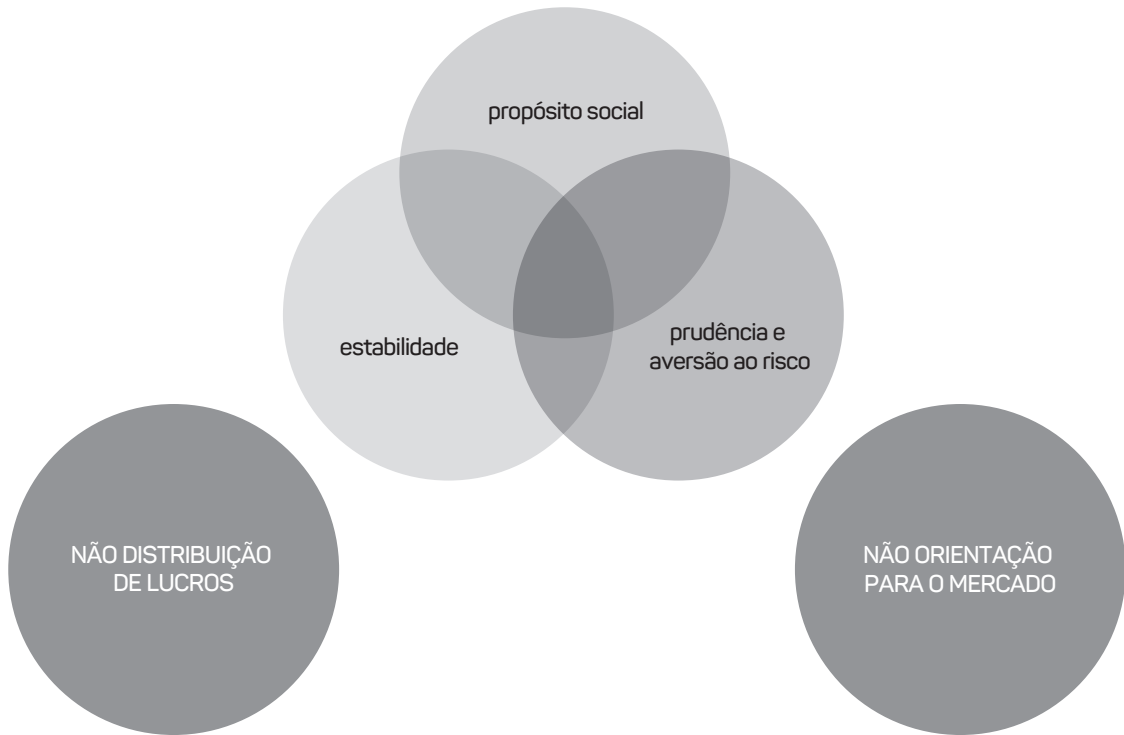 propósito social
estabilidade
prudência e
aversão ao risco
NÃO DISTRIBUIÇÃO
DE LUCROS
NÃO ORIENTAÇÃO
PARA O MERCADO